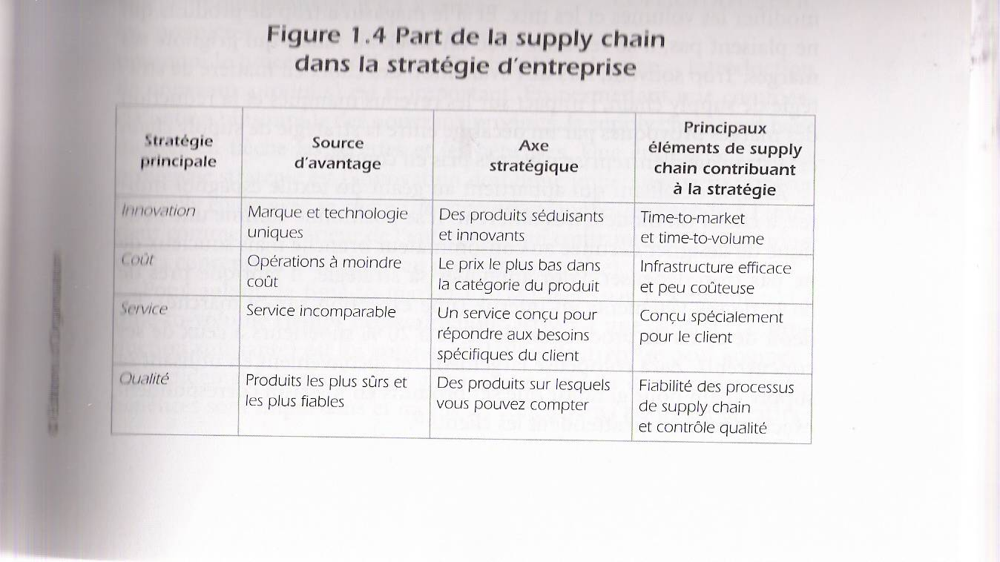 Figure 1.4 Part de la supply chain
dans la stratégie d'entreprise
Stratégie
principale
Source
d'avantage
Axe
stratégique
Principaux
éléments de supply
chain contribuant
à la stratégie
Innovation
Marque et technologie
uniques
Des produits séduisants
et innovants
Time-to-market
et time-to-volume
Coût
Opérations à moindre
coût
Le prix le plus bas dans
la catégorie du produit
Infrastructure efficace
et peu coûteuse
Service
Service incomparable
Un service conçu pour
répondre aux besoins
spécifiques du client
Conçu spécialement
pour le client
Qualité
Produits les plus sûrs et
les plus fiables
Des produits sur lesquels
vous pouvez compter
Fiabilité des processus
de supply chain
et contrôle qualité